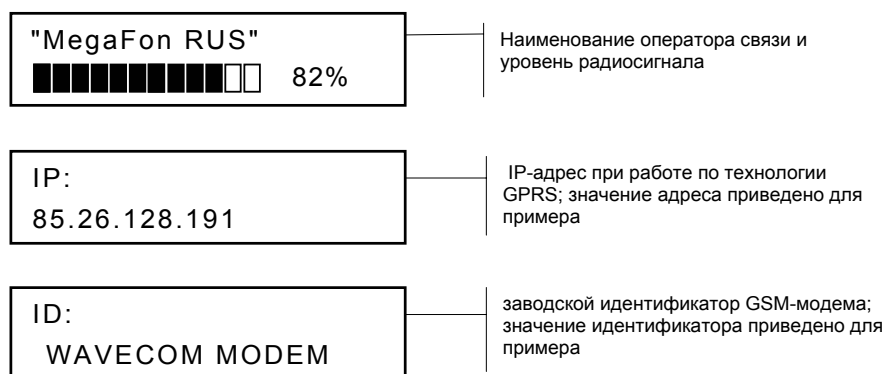 "MegaFon RUS"
82%
Наименование оператора связи и
уровень радиосигнала
IP:
85.26.128.191
IP-адрес при работе по технологии
GPRS; значение адреса приведено для
примера
ID:
WAVECOM MODEM
заводской идентификатор GSM-модема;
значение идентификатора приведено для
примера